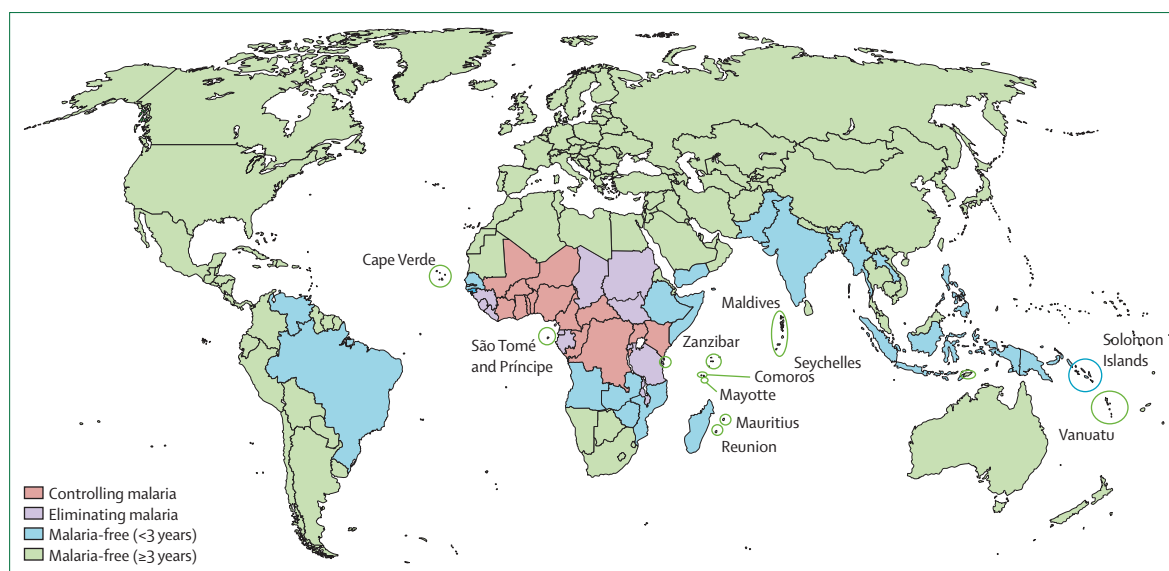 Cape Verde
São Tomé
and Príncipe
Maldives
Zanzibar
Seychelles
Comoros
Mayotte
Mauritius
Reunion
Solomon
Islands
Vanuatu
Controlling malaria
Eliminating malaria
Malaria-free (<3 years)
Malaria-free (≥3 years)